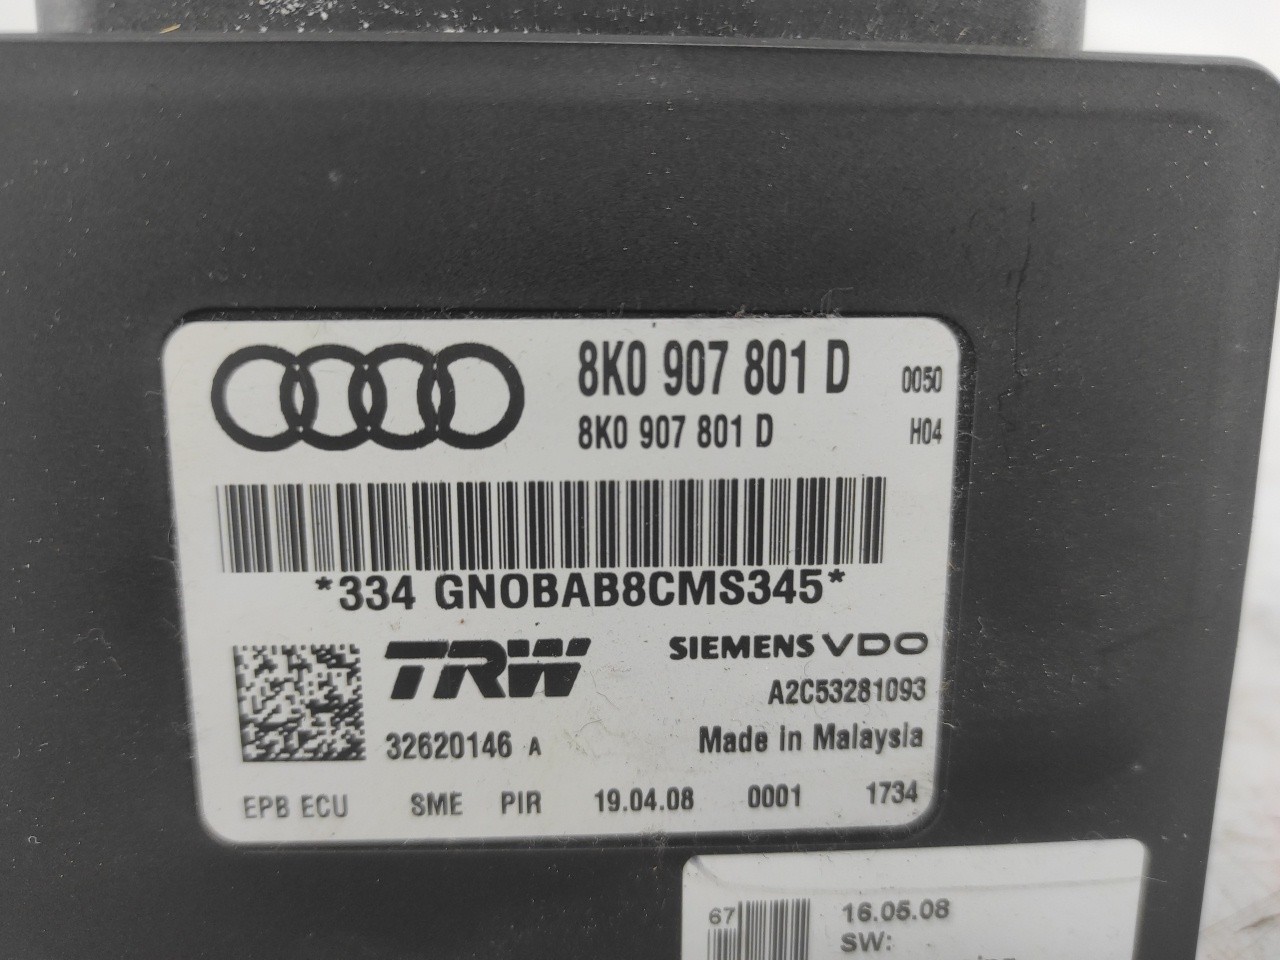 8K0 907 801 D 0050
8K0 907 801 D H04
*334 GNOBAB8CMS345*
TRW SIEMENS VDO
A2C53281093
32620146 A Made in Malaysia
EPB ECU SME PIR 19.04.08 0001 1734
67 16.05.08
SW: